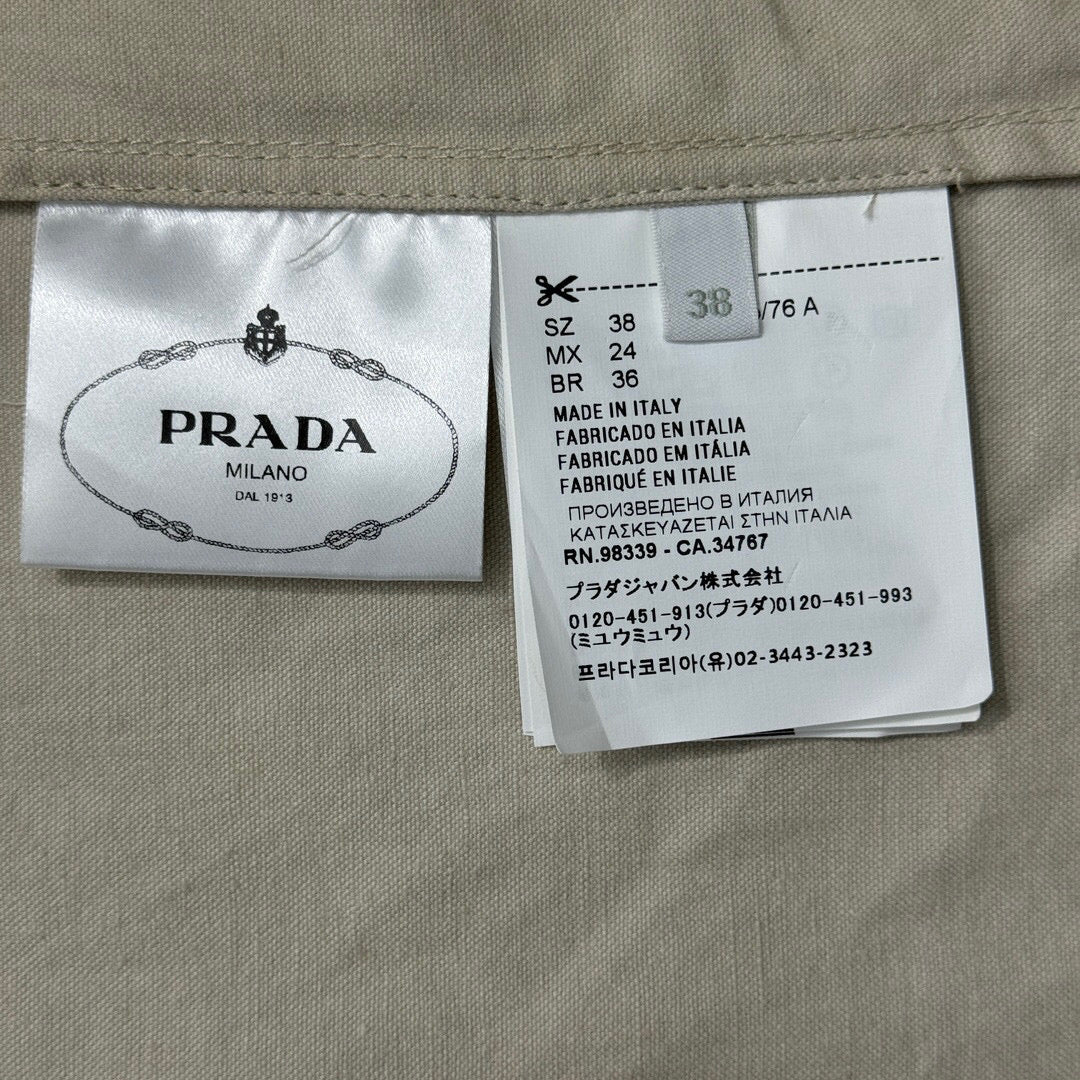 PRADA
MILANO
DAL 1913
38
/76 A
SZ 38
MX 24
BR 36
MADE IN ITALY
FABRICADO EN ITALIA
FABRICADO EM ITÁLIA
FABRIQUÉ EN ITALIE
ПРОИЗВЕДЕНО В ИТАЛИЯ
ΚΑΤΑΣΚΕΥΑΖΕΤΑΙ ΣΤΗΝ ΙΤΑΛΙΑ
RN.98339 - CA.34767
プラダジャパン株式会社
0120-451-913(プラダ)0120-451-993
(ミュウミュウ)
프라다코리아(유)02-3443-2323